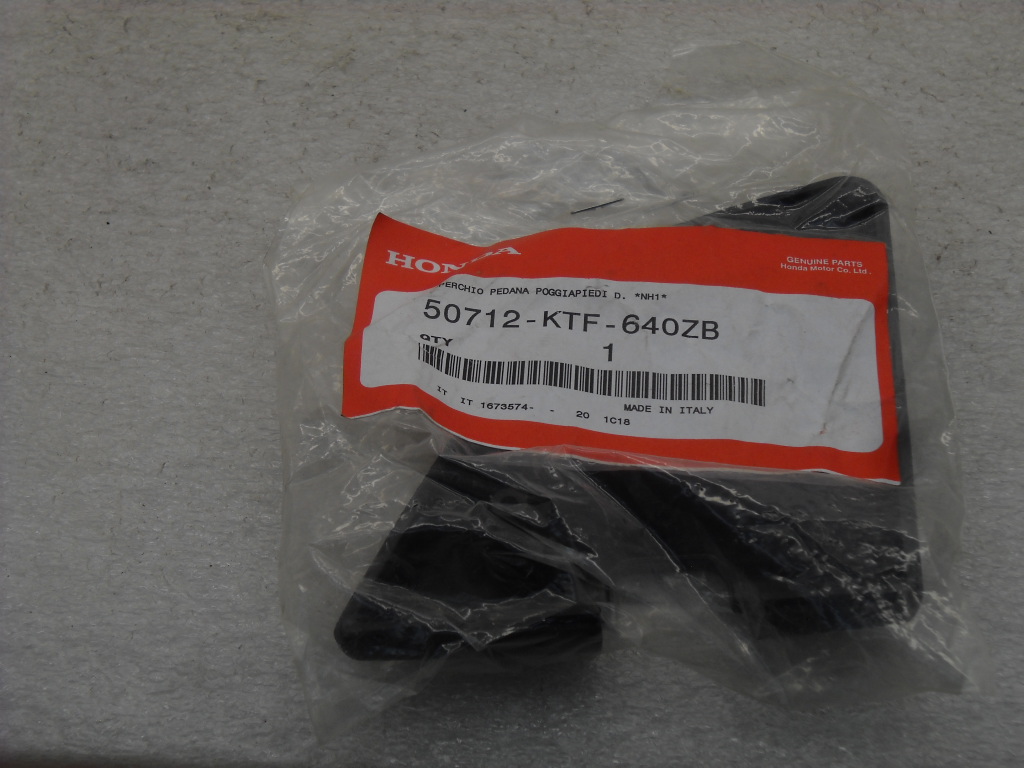 HONDA
GENUINE PARTS
Honda Motor Co., Ltd.
PERCHIO PEDANA POGGIAPIEDI D. *NH1*
50712-KTF-640ZB
QTY 1
IT IT 1673574- - 20 1C18
MADE IN ITALY